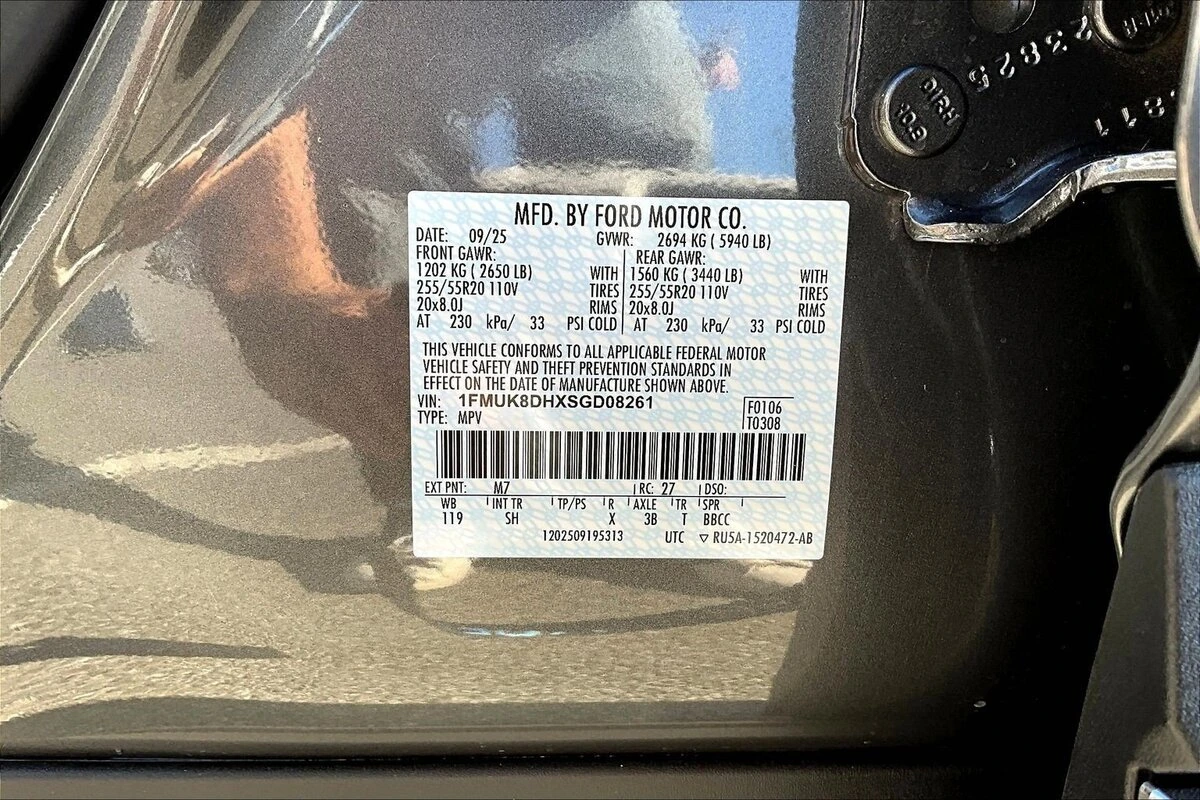 23825
811
DIRH
10.9
MFD. BY FORD MOTOR CO.
DATE: 09/25 GVWR: 2694 KG ( 5940 LB)
FRONT GAWR: REAR GAWR:
1202 KG ( 2650 LB) WITH 1560 KG ( 3440 LB) WITH
255/55R20 110V TIRES 255/55R20 110V TIRES
20x8.0J RIMS 20x8.0J RIMS
AT 230 kPa/ 33 PSI COLD AT 230 kPa/ 33 PSI COLD
THIS VEHICLE CONFORMS TO ALL APPLICABLE FEDERAL MOTOR
VEHICLE SAFETY AND THEFT PREVENTION STANDARDS IN
EFFECT ON THE DATE OF MANUFACTURE SHOWN ABOVE.
VIN: 1FMUK8DHXSGD08261 F0106
TYPE: MPV T0308
EXT PNT: M7 RC: 27 DSO:
WB INT TR TP/PS R AXLE TR SPR
119 SH X 3B T BBCC
1202509195313 UTC ▽ RU5A-1520472-AB